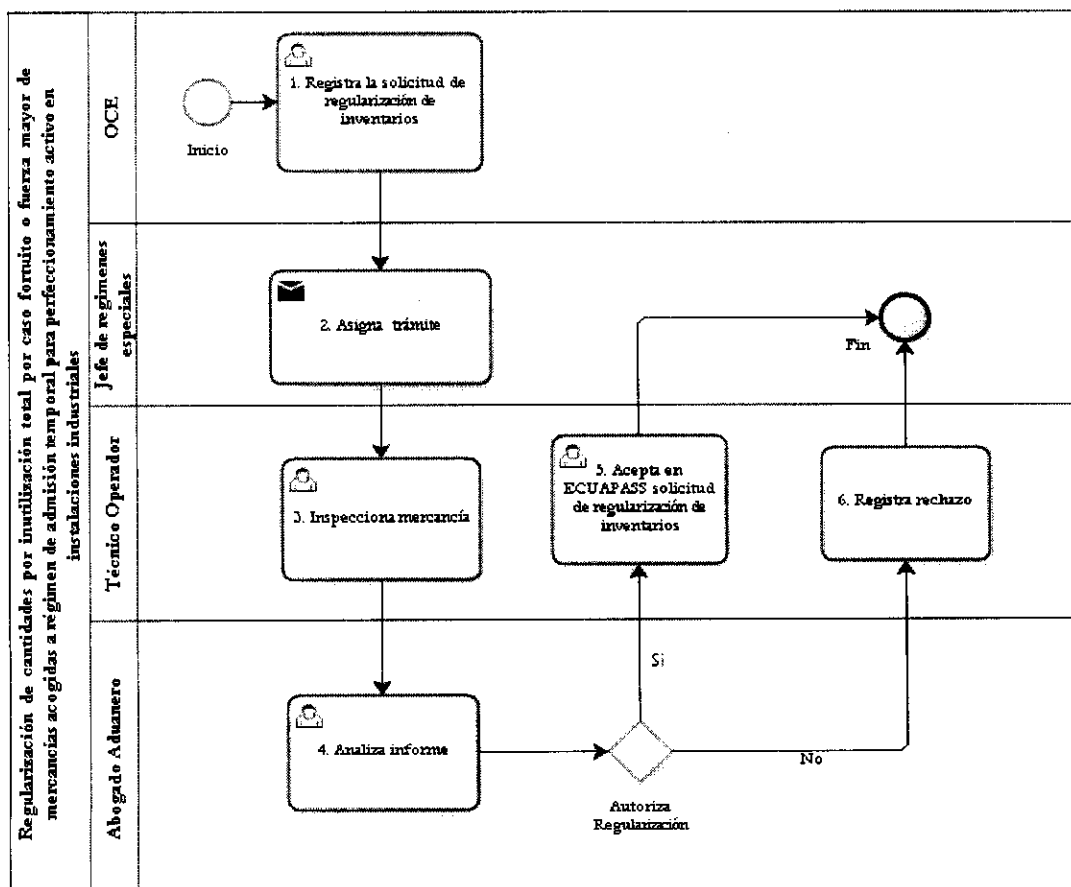 Regularización de cantidades por inutilización total por caso foruito o fuerza mayor de
mercancías acogidas a régimen de admisión temporal para perfeccionamiento activo en
instalaciones industriales
OCE
Inicio
1. Registra la solicitud de
regularización de
inventarios
Jefe de regímenes
especiales
2. Asigna trámite
Fin
Técnico Operador
3. Inspecciona mercancía
5. Acepta en
ECUAPASS solicitud
de regularización de
inventarios
6. Registra rechazo
Abogado Aduanero
4. Analiza informe
Si
No
Autoriza
Regularización